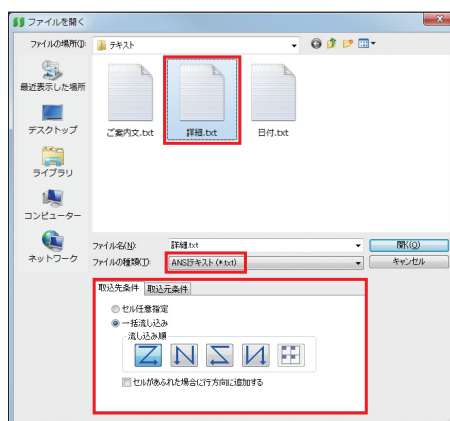 ファイルを開く
ファイルの場所(I):
テキスト
最近表示した場所
デスクトップ
ライブラリ
コンピューター
ネットワーク
ご案内文.txt
詳細.txt
日付.txt
ファイル名(N):
詳細.txt
開く(O)
ファイルの種類(T):
ANSIテキスト (*.txt)
キャンセル
取込先条件
取込元条件
セル任意指定
一括流し込み
流し込み順
セルがあふれた場合に行方向に追加する